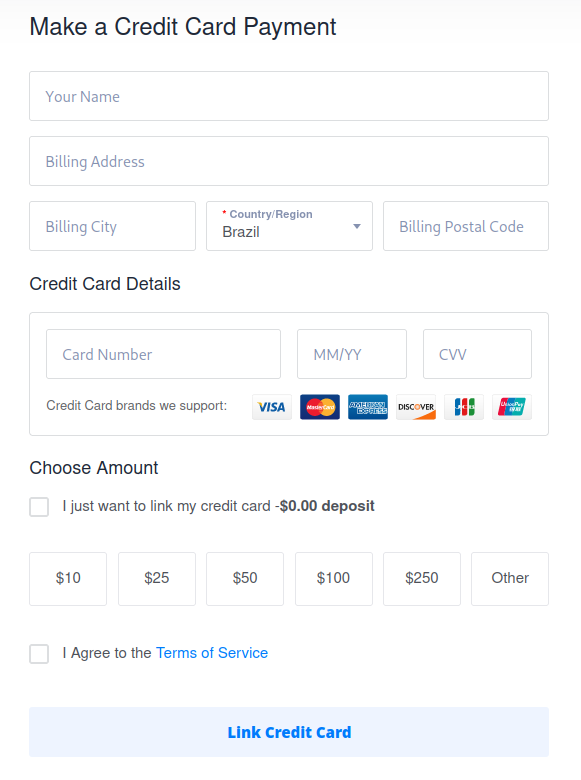 Make a Credit Card Payment
Your Name
Billing Address
Billing City
* Country/Region
Brazil
Billing Postal Code
Credit Card Details
Card Number
MM/YY
CVV
Credit Card brands we support: VISA MasterCard AMERICAN EXPRESS DISCOVER JCB UnionPay 银联
Choose Amount
I just want to link my credit card -$0.00 deposit
$10 $25 $50 $100 $250 Other
I Agree to the Terms of Service
Link Credit Card